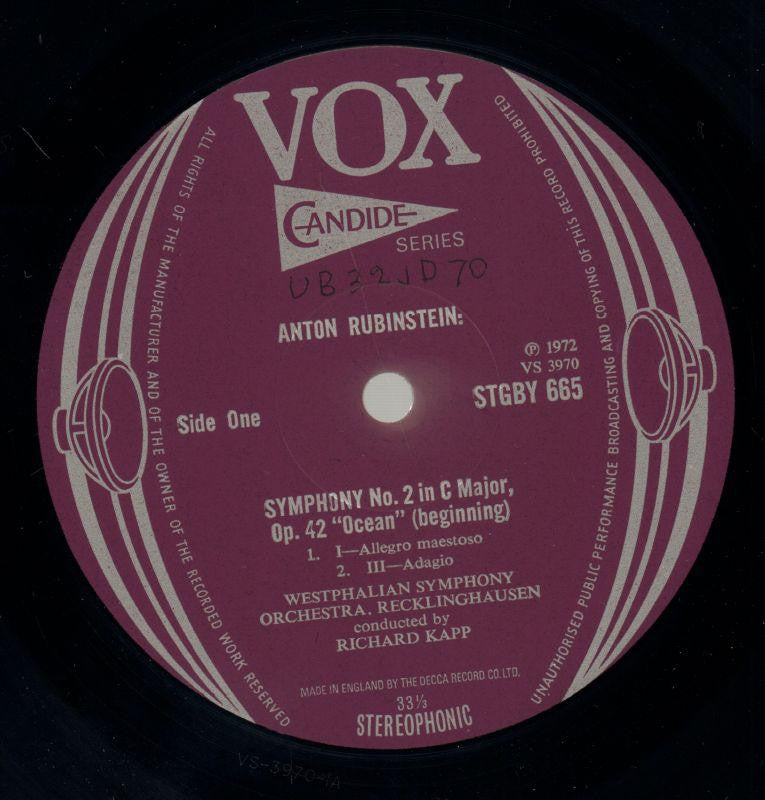 VOX
CANDIDE
SERIES
UB32JD70
ANTON RUBINSTEIN:
℗ 1972
VS 3970
STGBY 665
Side One
SYMPHONY No. 2 in C Major,
Op. 42 "Ocean" (beginning)
1. I—Allegro maestoso
2. III—Adagio
WESTPHALIAN SYMPHONY
ORCHESTRA, RECKLINGHAUSEN
conducted by
RICHARD KAPP
MADE IN ENGLAND BY THE DECCA RECORD CO. LTD.
33⅓
STEREOPHONIC
ALL RIGHTS OF THE MANUFACTURER AND OF THE OWNER OF THE RECORDED WORK RESERVED
UNAUTHORISED PUBLIC PERFORMANCE BROADCASTING AND COPYING OF THIS RECORD PROHIBITED
VS-3970-1A